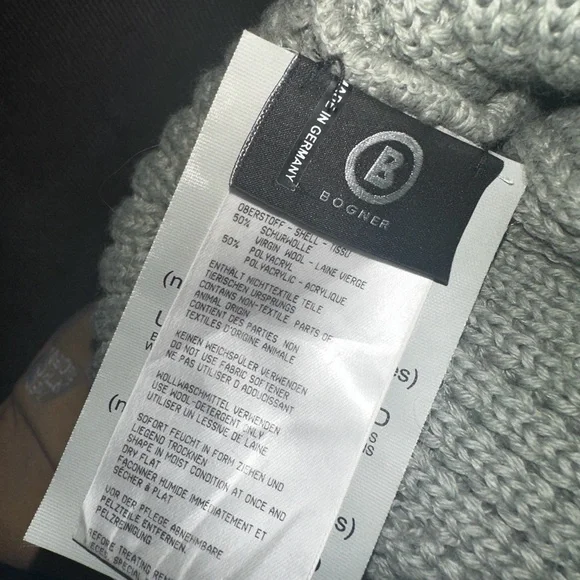 MADE IN GERMANY
B
BOGNER
OBERSTOFF - SHELL - TISSU
50% SCHURWOLLE
VIRGIN WOOL - LAINE VIERGE
50% POLYACRYL
POLYACRYLIC - ACRYLIQUE
ENTHÄLT NICHTTEXTILE TEILE
TIERISCHEN URSPRUNGS
CONTAINS NON-TEXTILE PARTS OF
ANIMAL ORIGIN
CONTIENT DES PARTIES NON
TEXTILES D'ORIGINE ANIMALE
KEINEN WEICHSPÜLER VERWENDEN
DO NOT USE FABRIC SOFTENER
NE PAS UTILISER D'ADOUCISSANT
WOLLWASCHMITTEL VERWENDEN
USE WOOL-DETERGENT ONLY
UTILISER UN LESSIVE DE LAINE
SOFORT FEUCHT IN FORM ZIEHEN UND
LIEGEND TROCKNEN
SHAPE IN MOIST CONDITION AT ONCE AND
DRY FLAT
FACONNER HUMIDE IMMÉDIATEMENT ET
SÉCHER À PLAT
VOR DER PFLEGE ABNEHMBARE
PELZTEILE ENTFERNEN.
PELZREINIGUNG
BEFORE TREATING